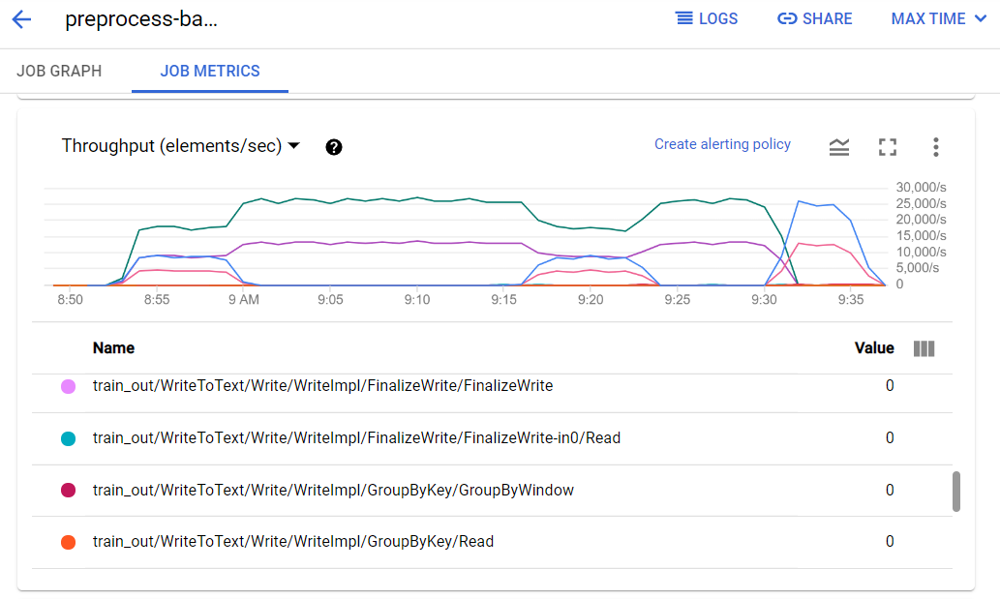 preprocess-ba... LOGS SHARE MAX TIME
JOB GRAPH JOB METRICS
Throughput (elements/sec) ? Create alerting policy
30,000/s
25,000/s
20,000/s
15,000/s
10,000/s
5,000/s
0
8:50 8:55 9 AM 9:05 9:10 9:15 9:20 9:25 9:30 9:35
Name Value
train_out/WriteToText/Write/WriteImpl/FinalizeWrite/FinalizeWrite 0
train_out/WriteToText/Write/WriteImpl/FinalizeWrite/FinalizeWrite-in0/Read 0
train_out/WriteToText/Write/WriteImpl/GroupByKey/GroupByWindow 0
train_out/WriteToText/Write/WriteImpl/GroupByKey/Read 0